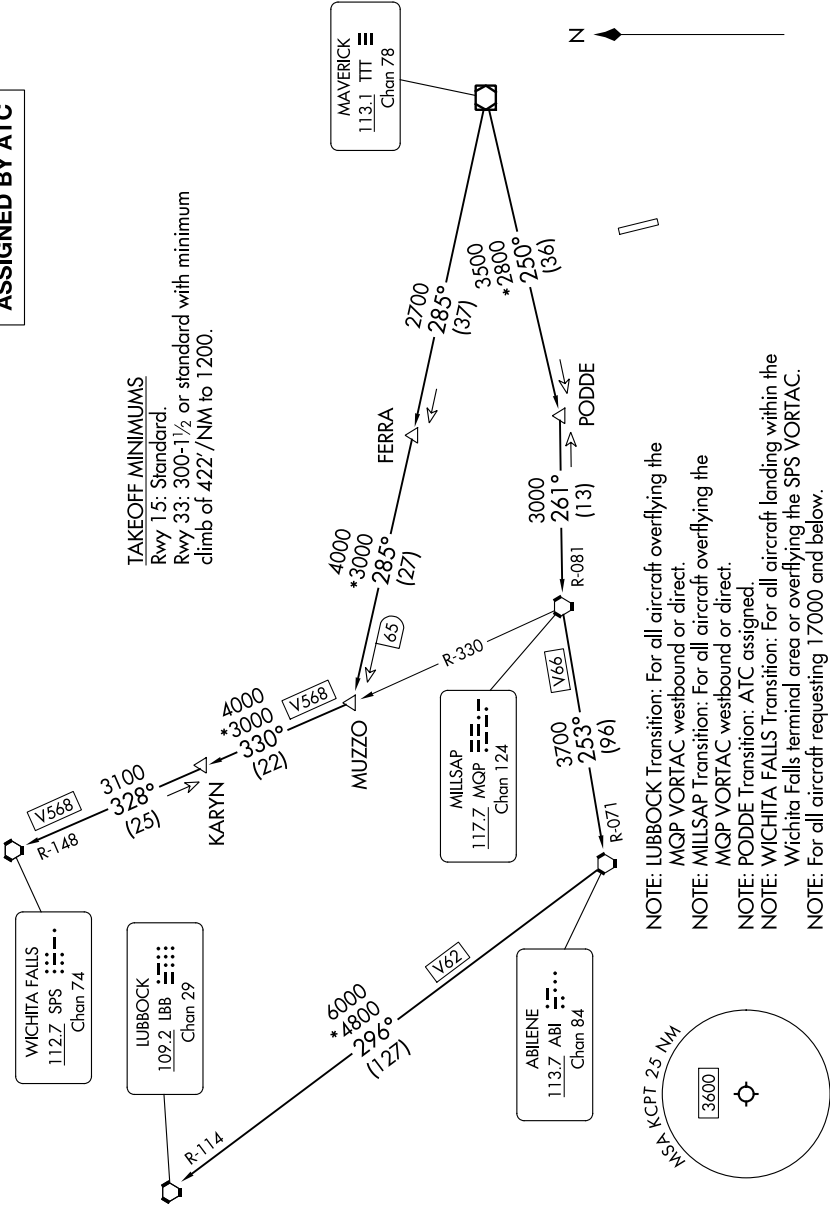 ASSIGNED BY ATC
TAKEOFF MINIMUMS
Rwy 15: Standard.
Rwy 33: 300-1½ or standard with minimum
climb of 422'/NM to 1200.
MAVERICK
113.1 TTT
Chan 78
N
2700
285°
(37)
3500
*2800
250°
(36)
FERRA
PODDE
4000
*3000
285°
(27)
65
3000
261°
(13)
R-081
R-330
MUZZO
V568
4000
*3000
330°
(22)
KARYN
3100
328°
(25)
V568
R-148
WICHITA FALLS
112.7 SPS
Chan 74
LUBBOCK
109.2 LBB
Chan 29
R-114
MILLSAP
117.7 MQP
Chan 124
V66
3700
253°
(96)
R-071
V62
6000
*4800
296°
(127)
ABILENE
113.7 ABI
Chan 84
MSA KCPT 25 NM
3600
NOTE: LUBBOCK Transition: For all aircraft overflying the
MQP VORTAC westbound or direct.
NOTE: MILLSAP Transition: For all aircraft overflying the
MQP VORTAC westbound or direct.
NOTE: PODDE Transition: ATC assigned.
NOTE: WICHITA FALLS Transition: For all aircraft landing within the
Wichita Falls terminal area or overflying the SPS VORTAC.
NOTE: For all aircraft requesting 17000 and below.